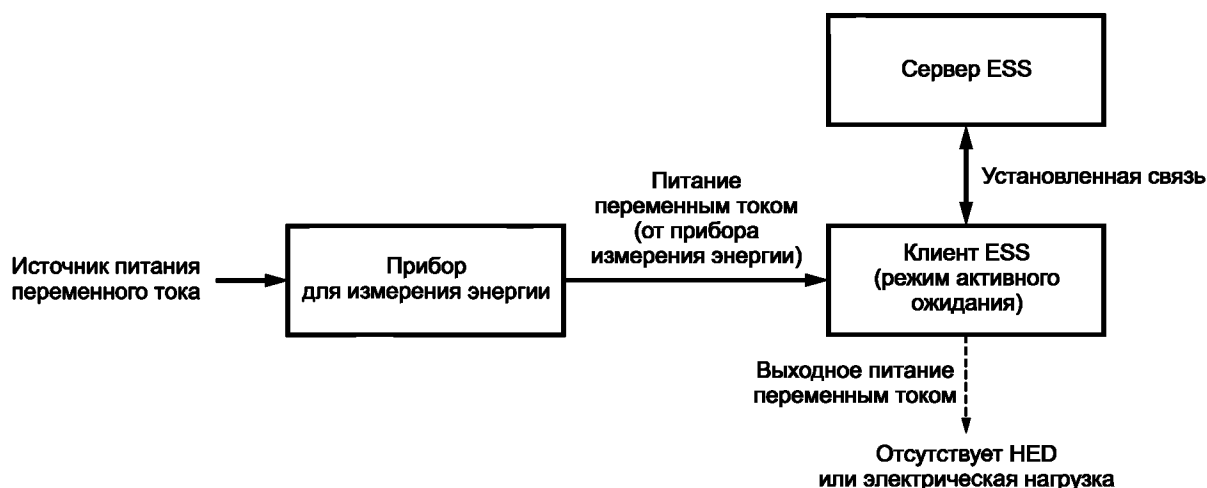 Сервер ESS
Установленная связь
Питание
переменным током
(от прибора
измерения энергии)
Источник питания
переменного тока
Прибор
для измерения энергии
Клиент ESS
(режим активного
ожидания)
Выходное питание
переменным током
Отсутствует HED
или электрическая нагрузка